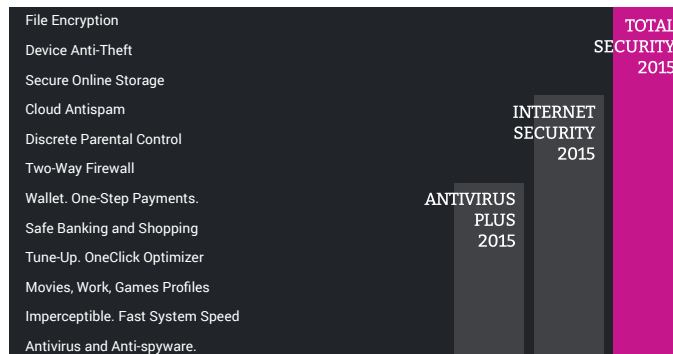 File Encryption
Device Anti-Theft
Secure Online Storage
Cloud Antispam
Discrete Parental Control
Two-Way Firewall
Wallet. One-Step Payments.
Safe Banking and Shopping
Tune-Up. OneClick Optimizer
Movies, Work, Games Profiles
Imperceptible. Fast System Speed
Antivirus and Anti-spyware.
ANTIVIRUS
PLUS
2015
INTERNET
SECURITY
2015
TOTAL
SECURITY
2015